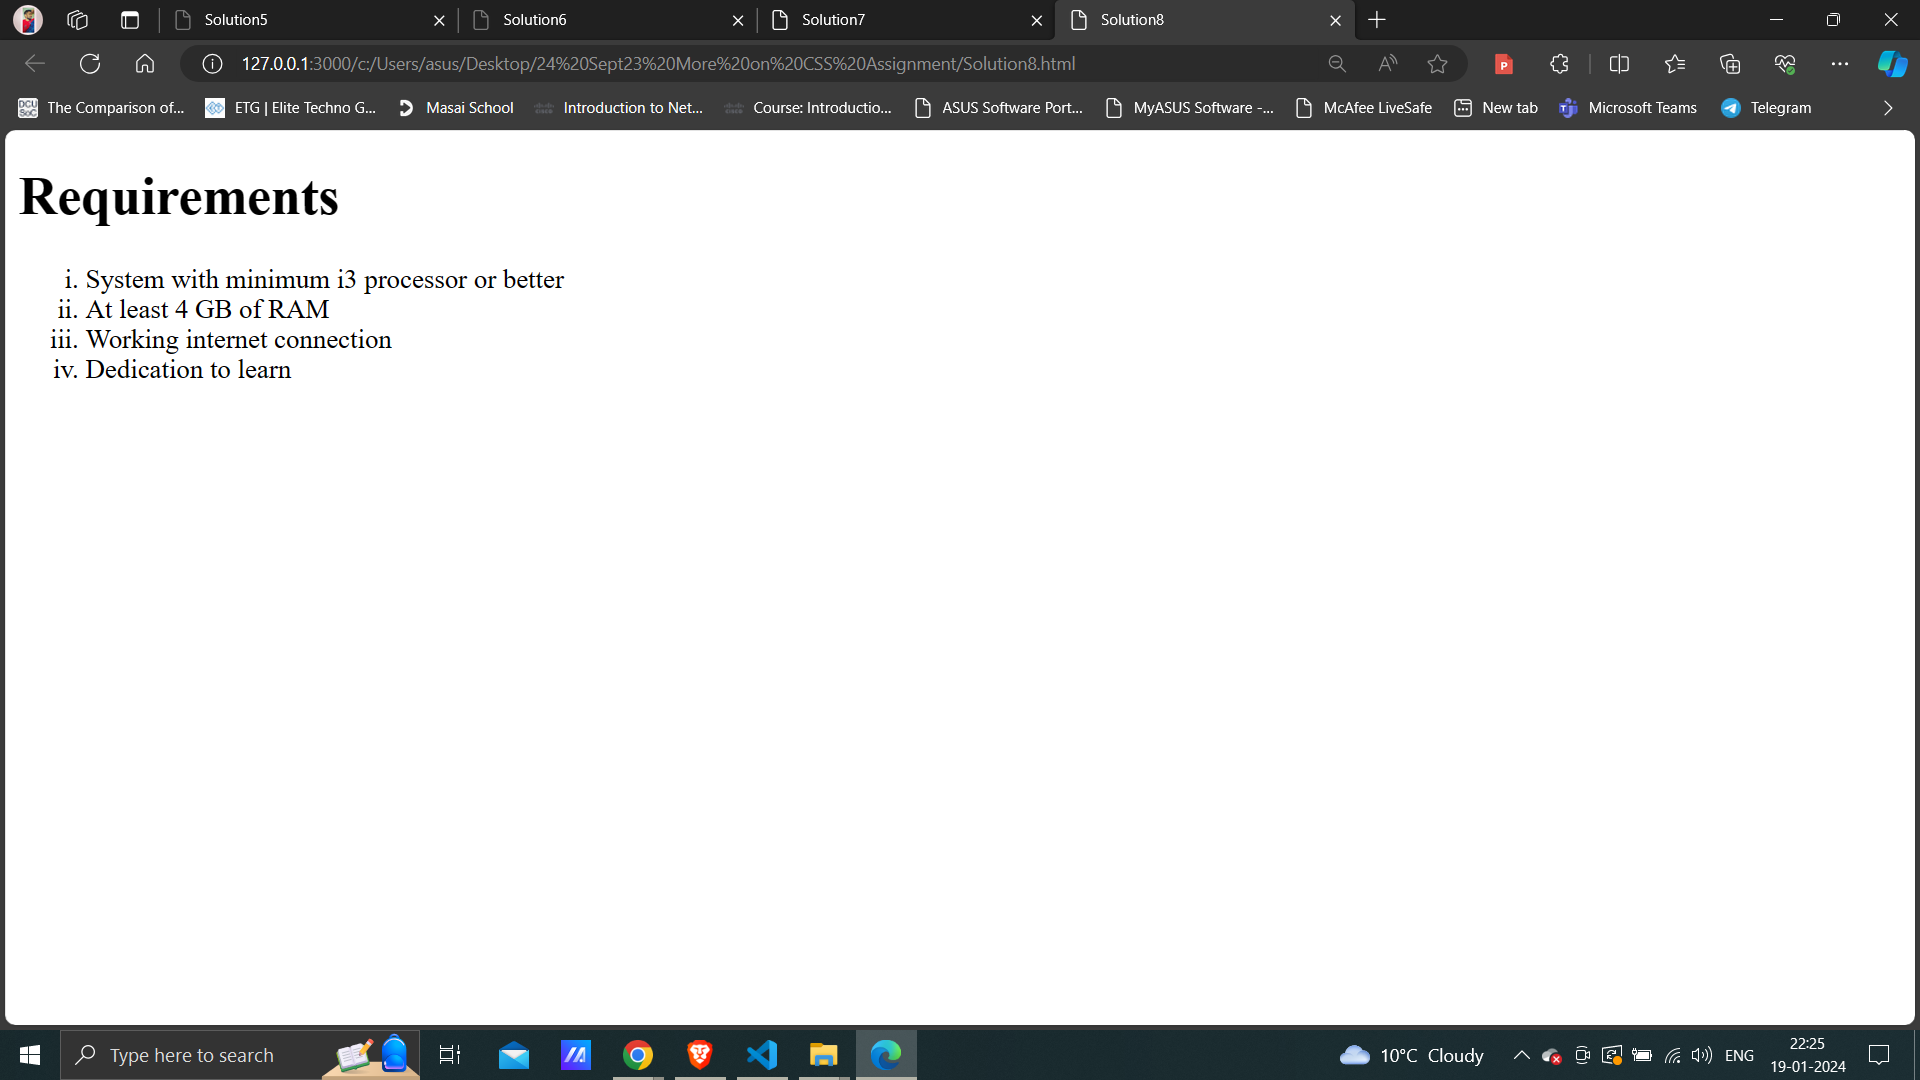 Solution5
Solution6
Solution7
Solution8
127.0.0.1:3000/c:/Users/asus/Desktop/24%20Sept23%20More%20on%20CSS%20Assignment/Solution8.html
The Comparison of...
ETG | Elite Techno G...
Masai School
Introduction to Net...
Course: Introductio...
ASUS Software Port...
MyASUS Software -...
McAfee LiveSafe
New tab
Microsoft Teams
Telegram
Requirements
i. System with minimum i3 processor or better
ii. At least 4 GB of RAM
iii. Working internet connection
iv. Dedication to learn
Type here to search
10°C Cloudy
ENG
22:25
19-01-2024